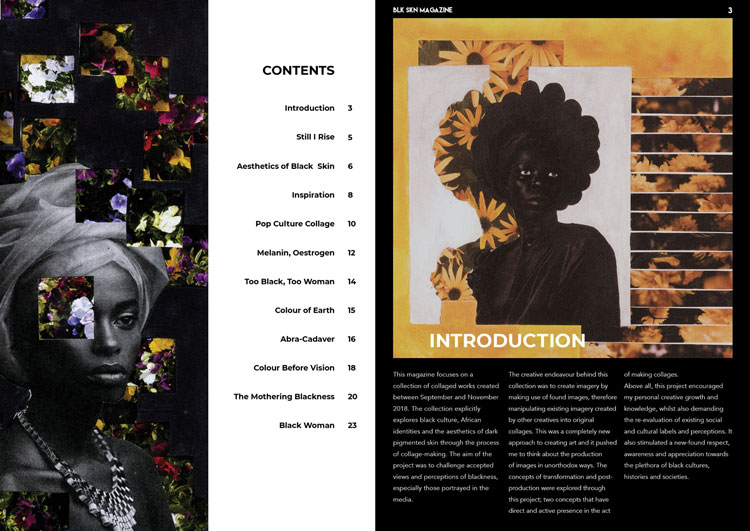 CONTENTS
Introduction 3
Still I Rise 5
Aesthetics of Black Skin 6
Inspiration 8
Pop Culture Collage 10
Melanin, Oestrogen 12
Too Black, Too Woman 14
Colour of Earth 15
Abra-Cadaver 16
Colour Before Vision 18
The Mothering Blackness 20
Black Woman 23
BLK SKN MAGAZINE 3
INTRODUCTION
This magazine focuses on a
collection of collaged works created
between September and November
2018. The collection explicitly
explores black culture, African
identities and the aesthetics of dark
pigmented skin through the process
of collage-making. The aim of the
project was to challenge accepted
views and perceptions of blackness,
especially those portrayed in the
media.
The creative endeavour behind this
collection was to create imagery by
making use of found images, therefore
manipulating existing imagery created
by other creatives into original
collages. This was a completely new
approach to creating art and it pushed
me to think about the production
of images in unorthodox ways. The
concepts of transformation and post-
production were explored through
this project; two concepts that have
direct and active presence in the act
of making collages.
Above all, this project encouraged
my personal creative growth and
knowledge, whilst also demanding
the re-evaluation of existing social
and cultural labels and perceptions. It
also stimulated a new-found respect,
awareness and appreciation towards
the plethora of black cultures,
histories and societies.